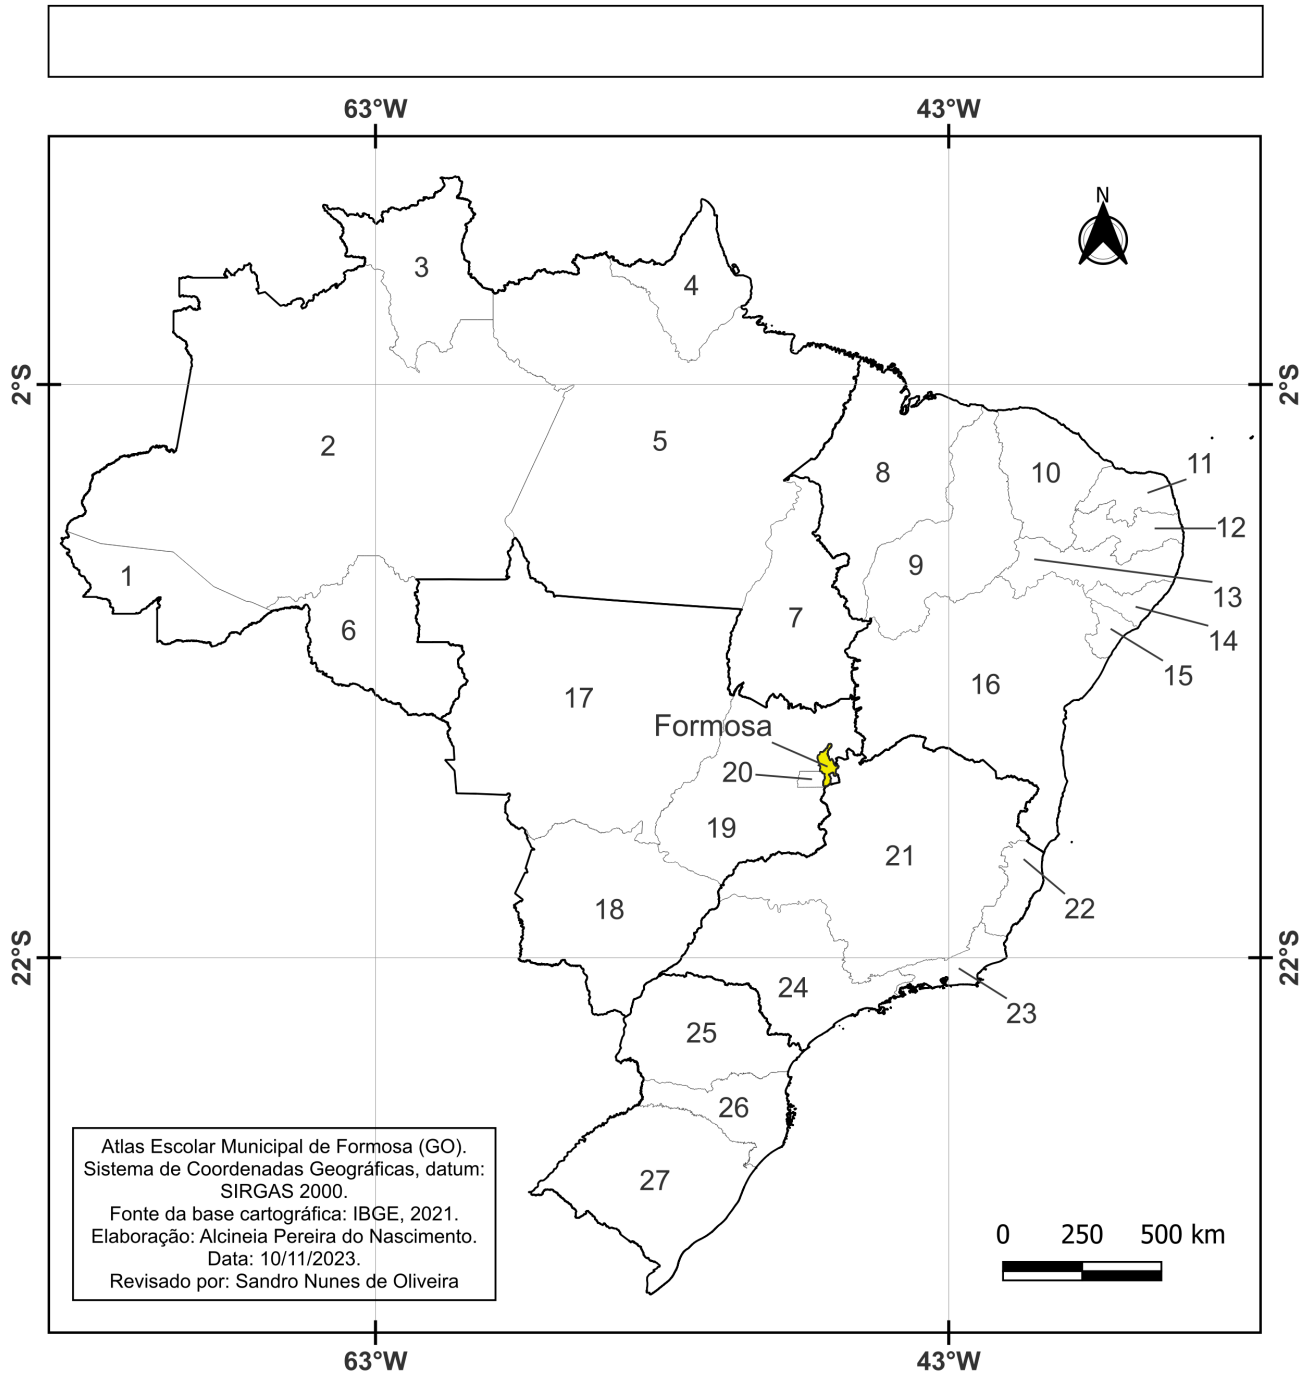 63°W 43°W
N
3
4
2°S 2°S
2
5
8
10
11
12
9
1
13
7
6
14
15
16
17
Formosa
20
19
21
18
22
22°S 22°S
24
23
25
26
Atlas Escolar Municipal de Formosa (GO).
Sistema de Coordenadas Geográficas, datum:
SIRGAS 2000.
Fonte da base cartográfica: IBGE, 2021.
Elaboração: Alcineia Pereira do Nascimento.
Data: 10/11/2023.
Revisado por: Sandro Nunes de Oliveira
27
0 250 500 km
63°W 43°W